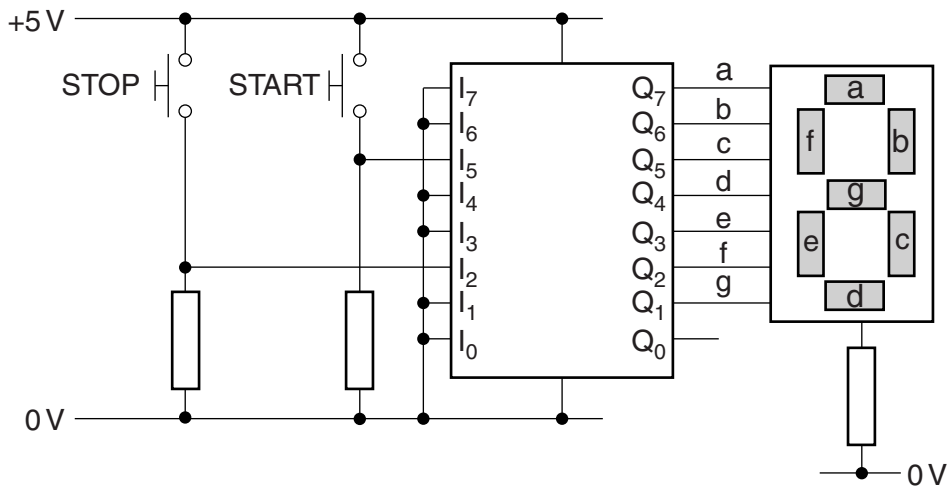 +5 V
STOP
START
I7
I6
I5
I4
I3
I2
I1
I0
Q7
Q6
Q5
Q4
Q3
Q2
Q1
Q0
a
b
c
d
e
f
g
a
f
b
g
e
c
d
0 V
0 V